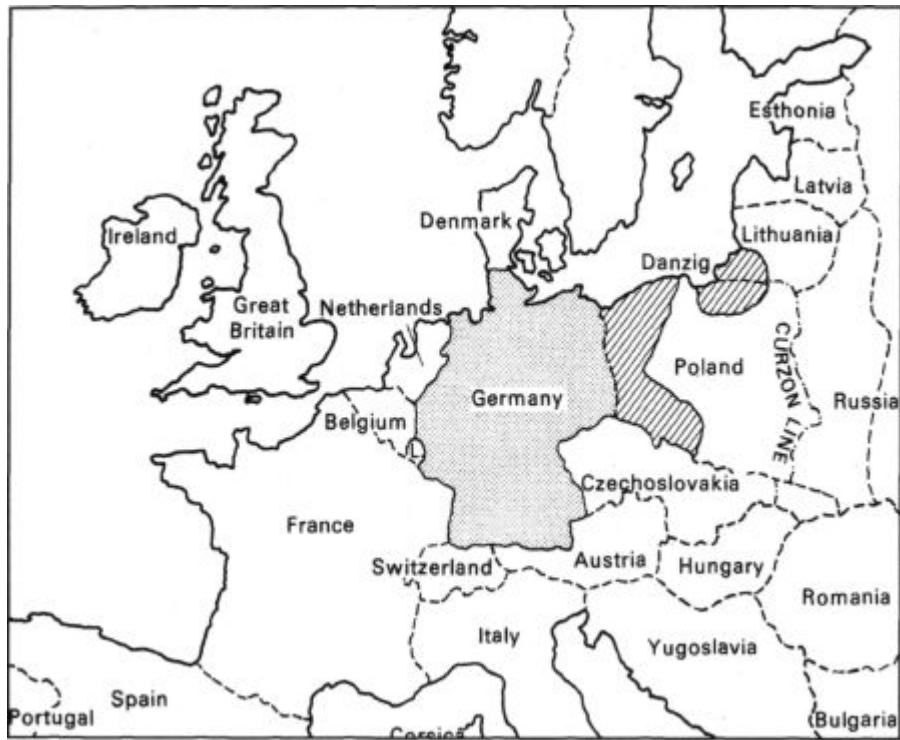 Esthonia
Latvia
Lithuania
Denmark
Ireland
Danzig
Great
Britain
Netherlands
Poland
CURZON LINE
Russia
Germany
Belgium
L.
Czechoslovakia
France
Switzerland
Austria
Hungary
Romania
Italy
Yugoslavia
Spain
Portugal
Corsica
Bulgaria